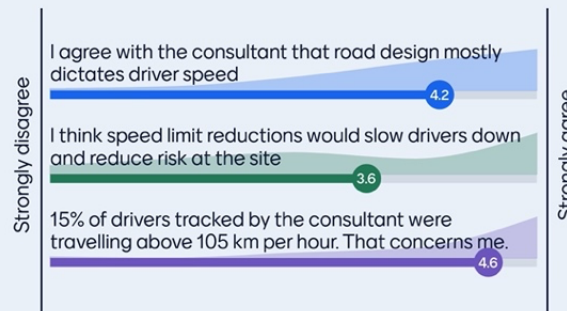 Strongly disagree
I agree with the consultant that road design mostly
dictates driver speed
4.2
I think speed limit reductions would slow drivers down
and reduce risk at the site
3.6
15% of drivers tracked by the consultant were
travelling above 105 km per hour. That concerns me.
4.6
Strongly agree